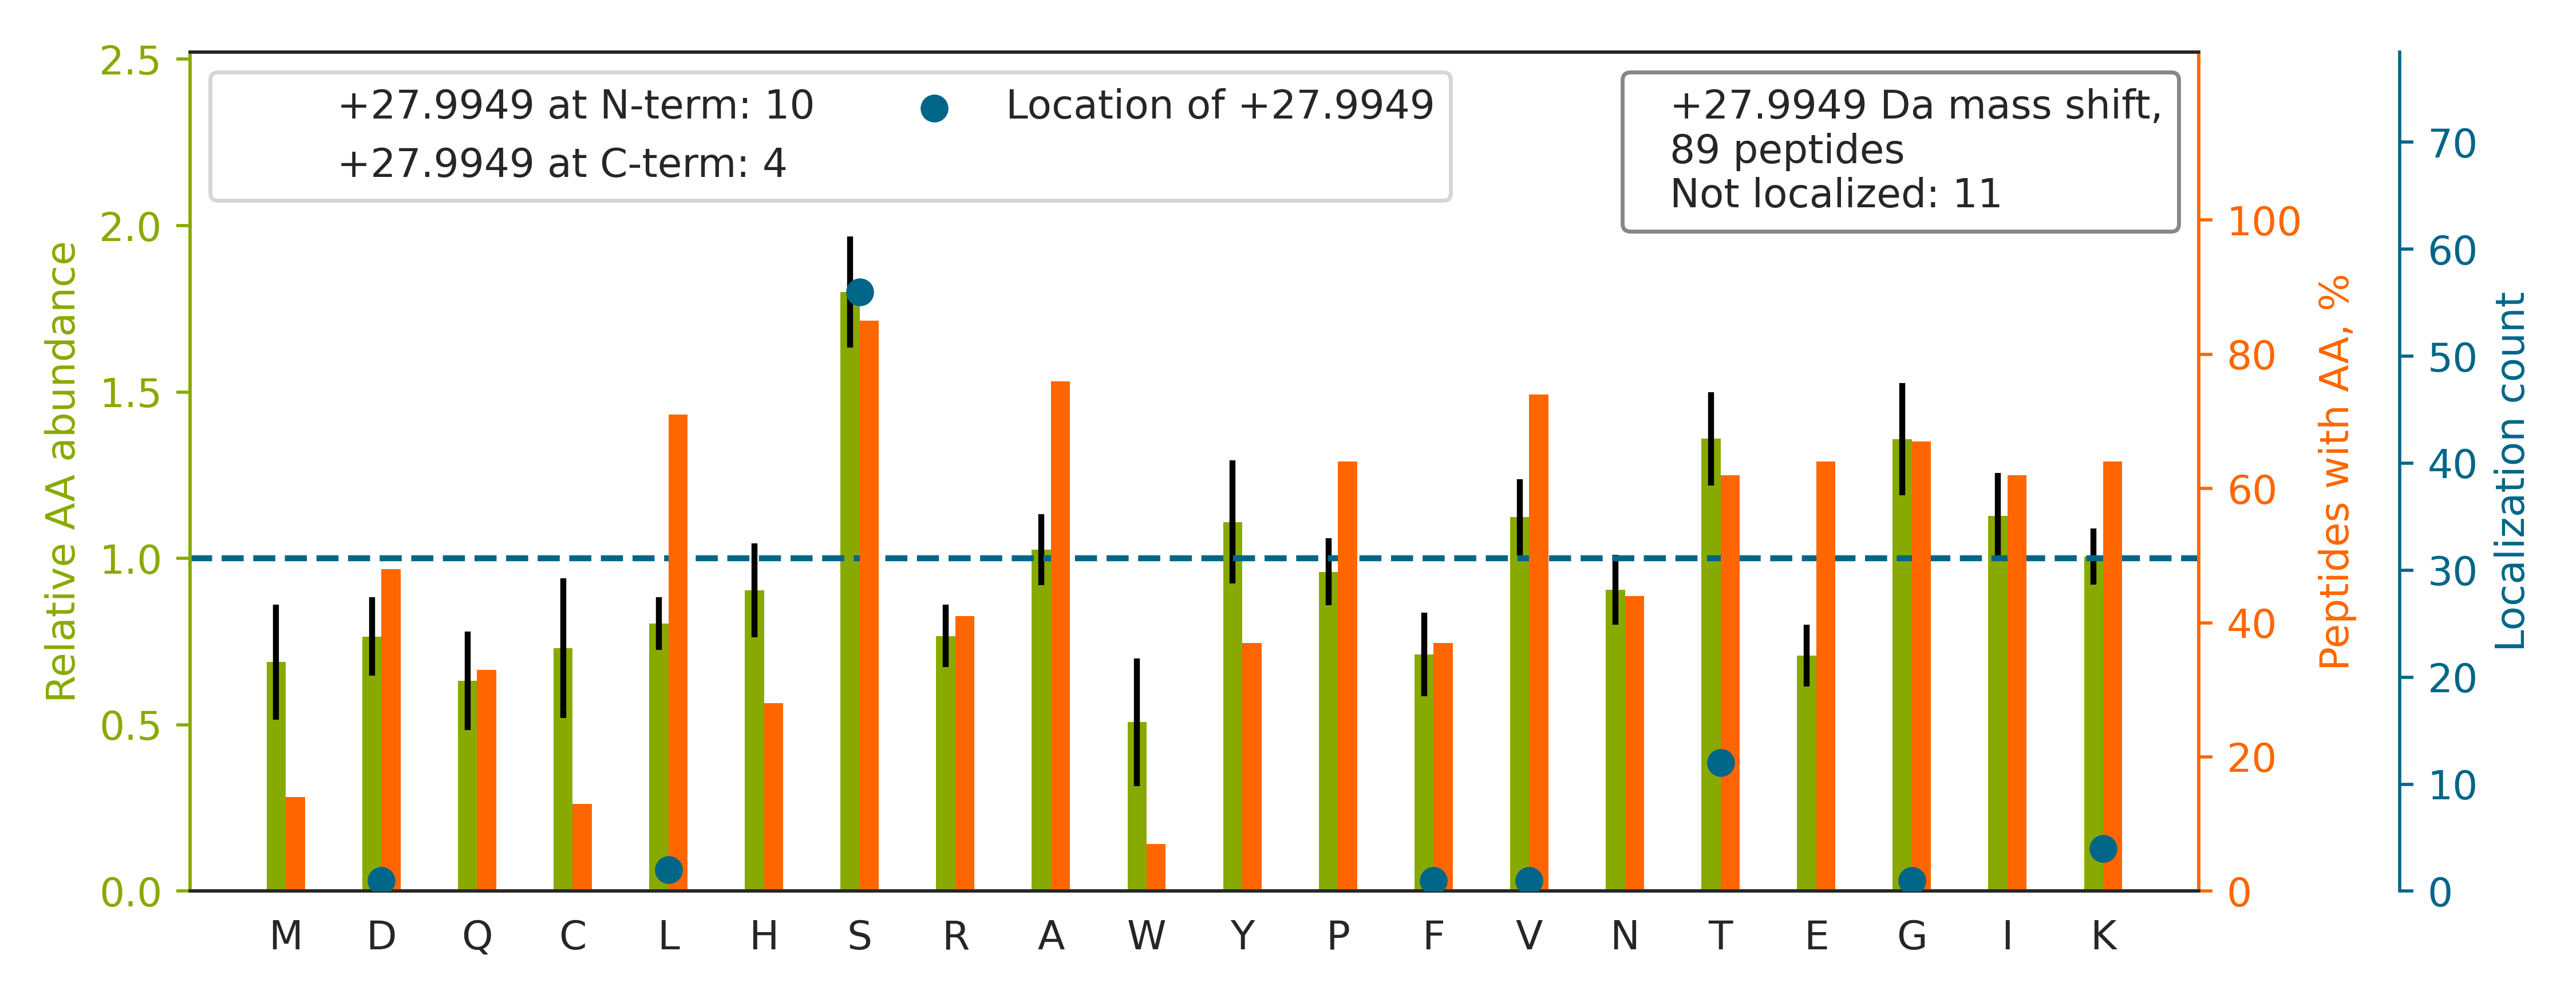 +27.9949 at N-term: 10
+27.9949 at C-term: 4
Location of +27.9949
+27.9949 Da mass shift,
89 peptides
Not localized: 11
Relative AA abundance
2.5
2.0
1.5
1.0
0.5
0.0
M D Q C L H S R A W Y P F V N T E G I K
100
80
60
40
20
0
Peptides with AA, %
70
60
50
40
30
20
10
0
Localization count